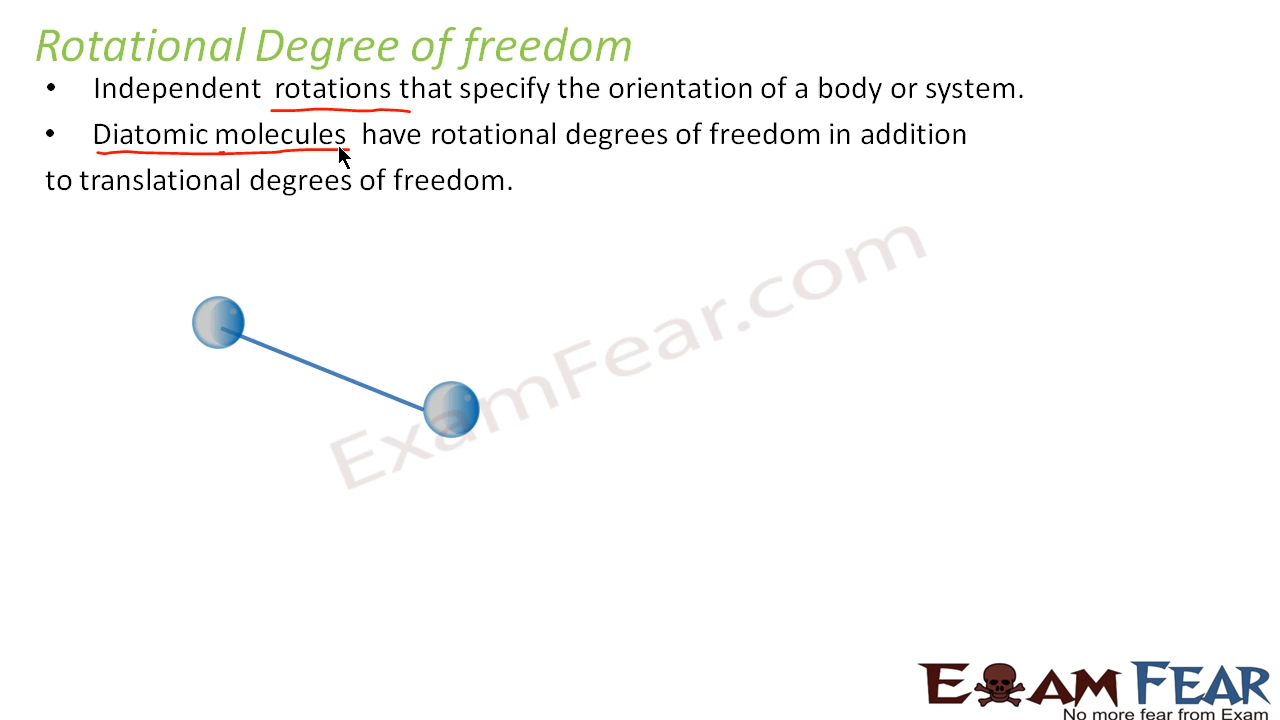 Rotational Degree of freedom
• Independent rotations that specify the orientation of a body or system.
• Diatomic molecules have rotational degrees of freedom in addition
to translational degrees of freedom.
ExamFear.com
EXAM FEAR
No more fear from Exam